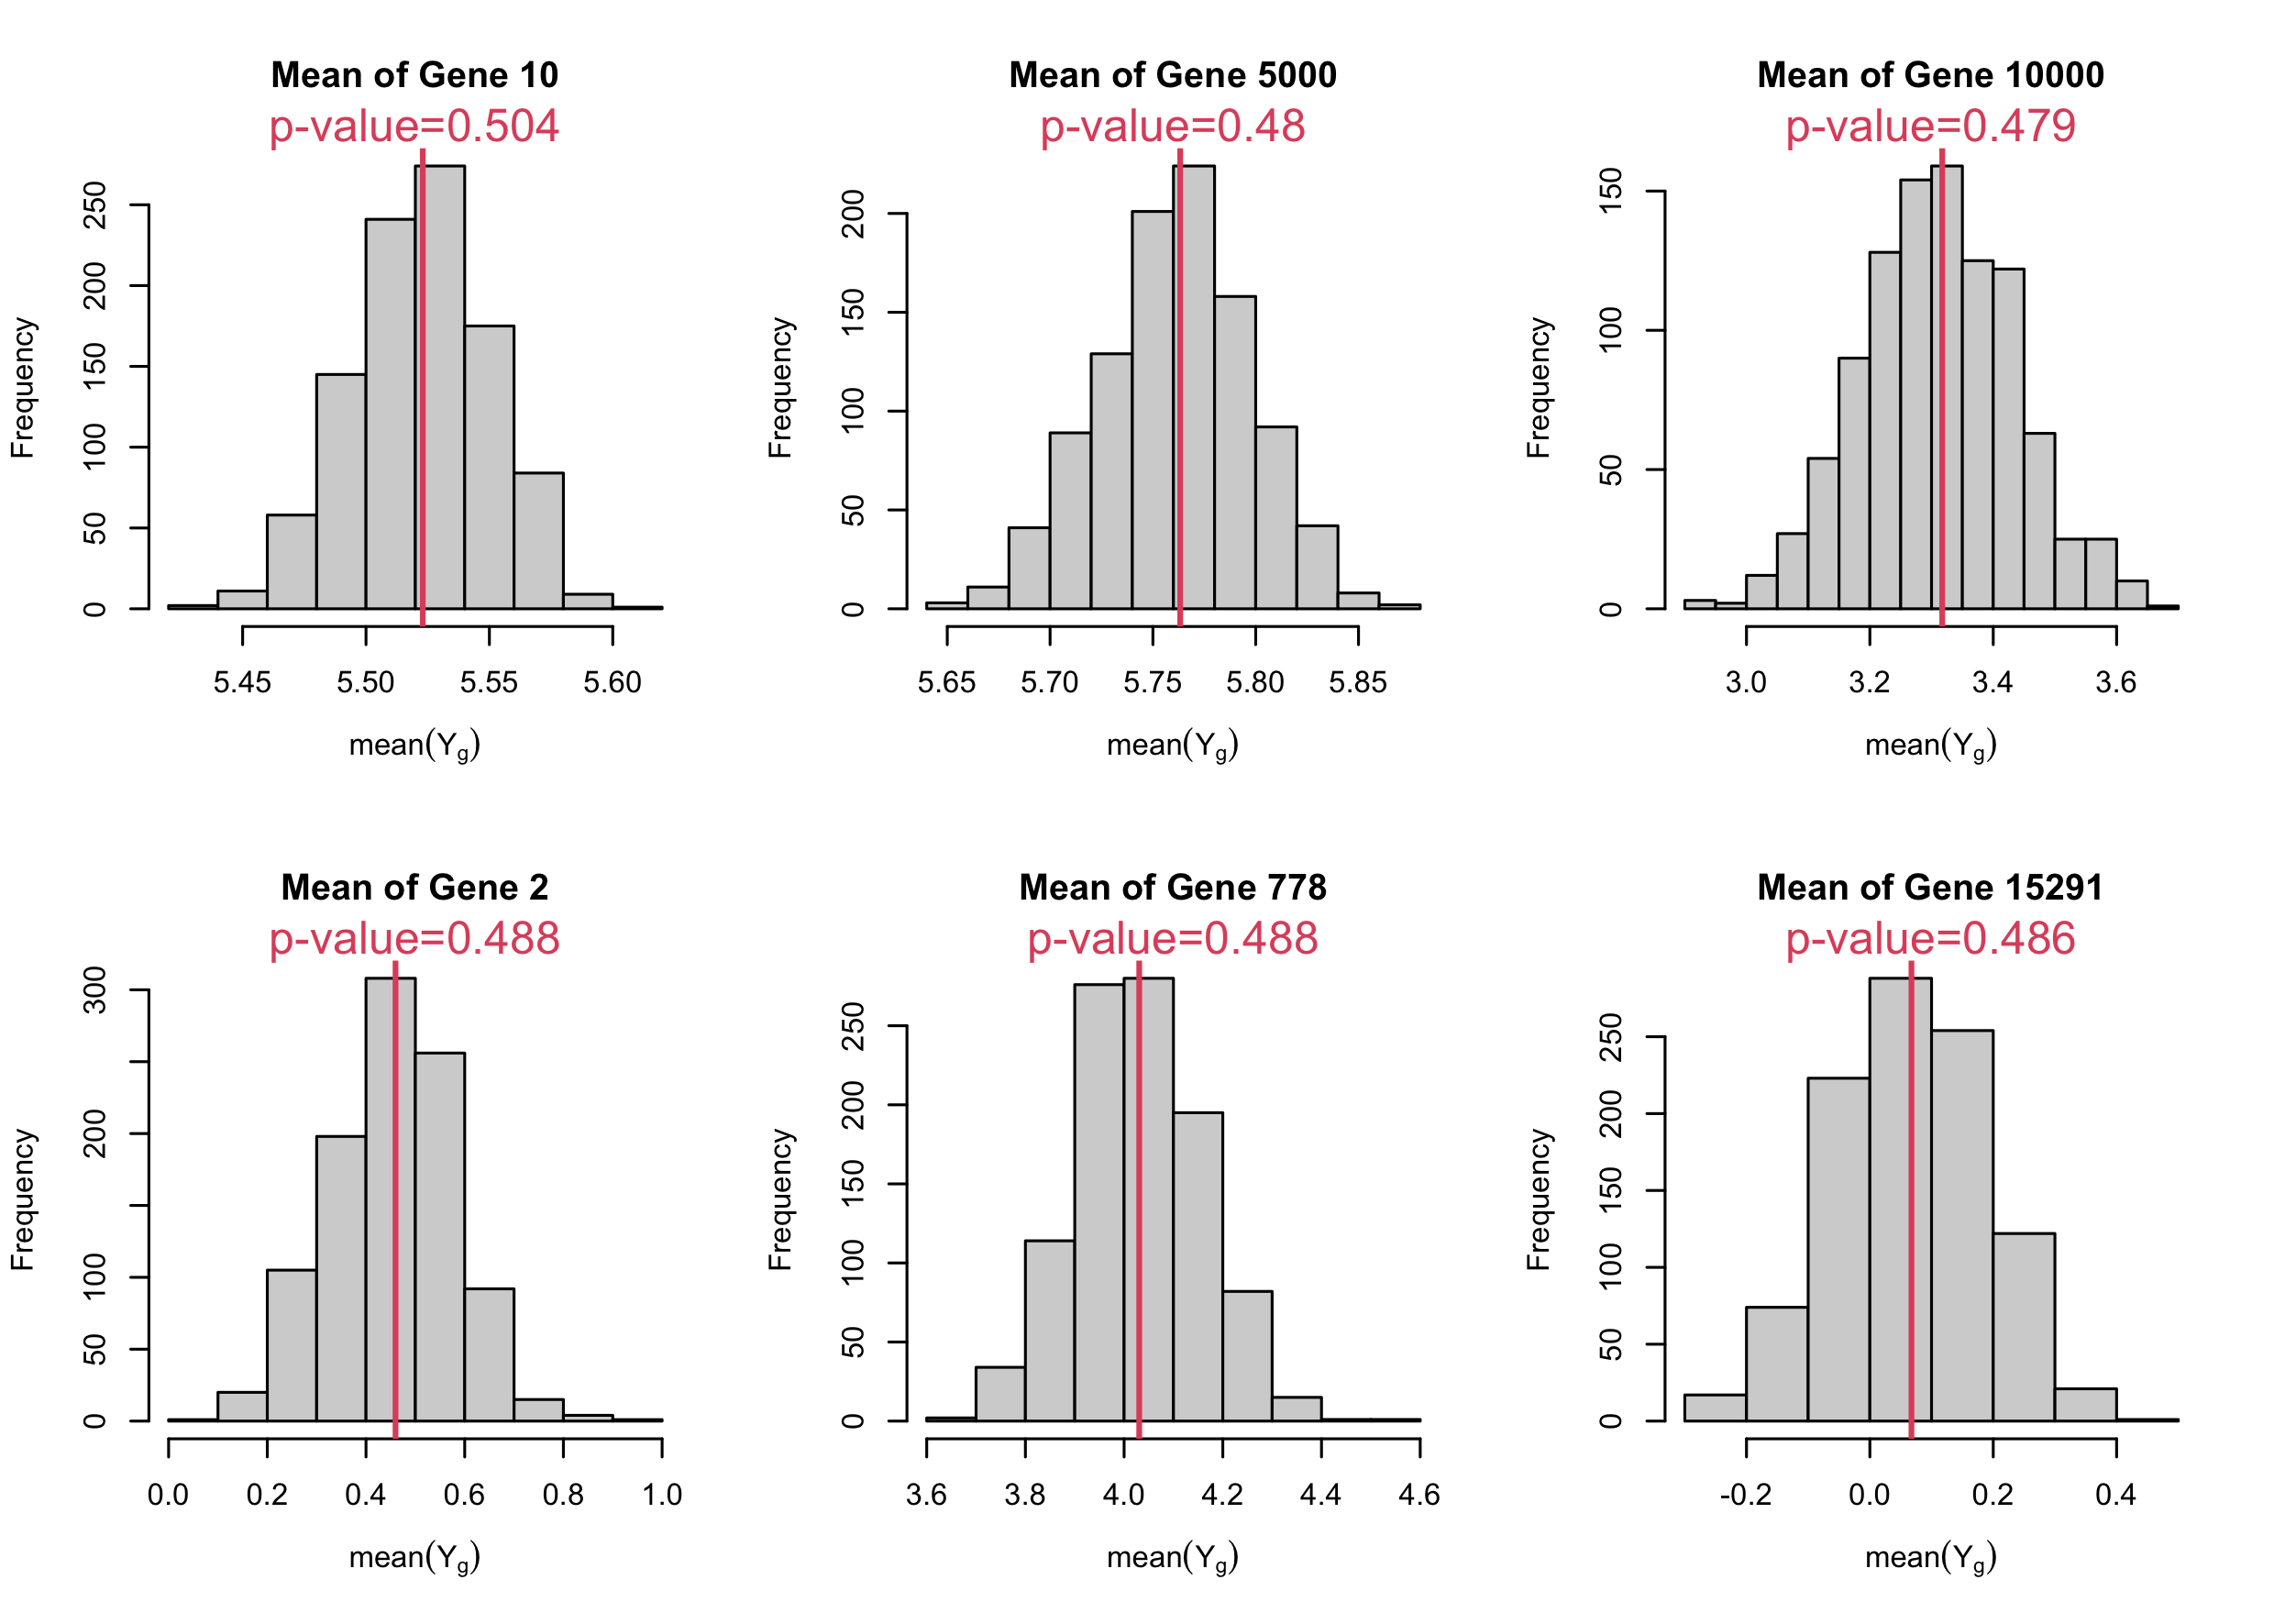 Mean of Gene 10
p-value=0.504
Frequency
0 50 100 150 200 250
5.45 5.50 5.55 5.60
mean(Yg)
Mean of Gene 5000
p-value=0.48
Frequency
0 50 100 150 200
5.65 5.70 5.75 5.80 5.85
mean(Yg)
Mean of Gene 10000
p-value=0.479
Frequency
0 50 100 150
3.0 3.2 3.4 3.6
mean(Yg)
Mean of Gene 2
p-value=0.488
Frequency
0 50 100 200 300
0.0 0.2 0.4 0.6 0.8 1.0
mean(Yg)
Mean of Gene 778
p-value=0.488
Frequency
0 50 100 150 200 250
3.6 3.8 4.0 4.2 4.4 4.6
mean(Yg)
Mean of Gene 15291
p-value=0.486
Frequency
0 50 100 150 200 250
-0.2 0.0 0.2 0.4
mean(Yg)